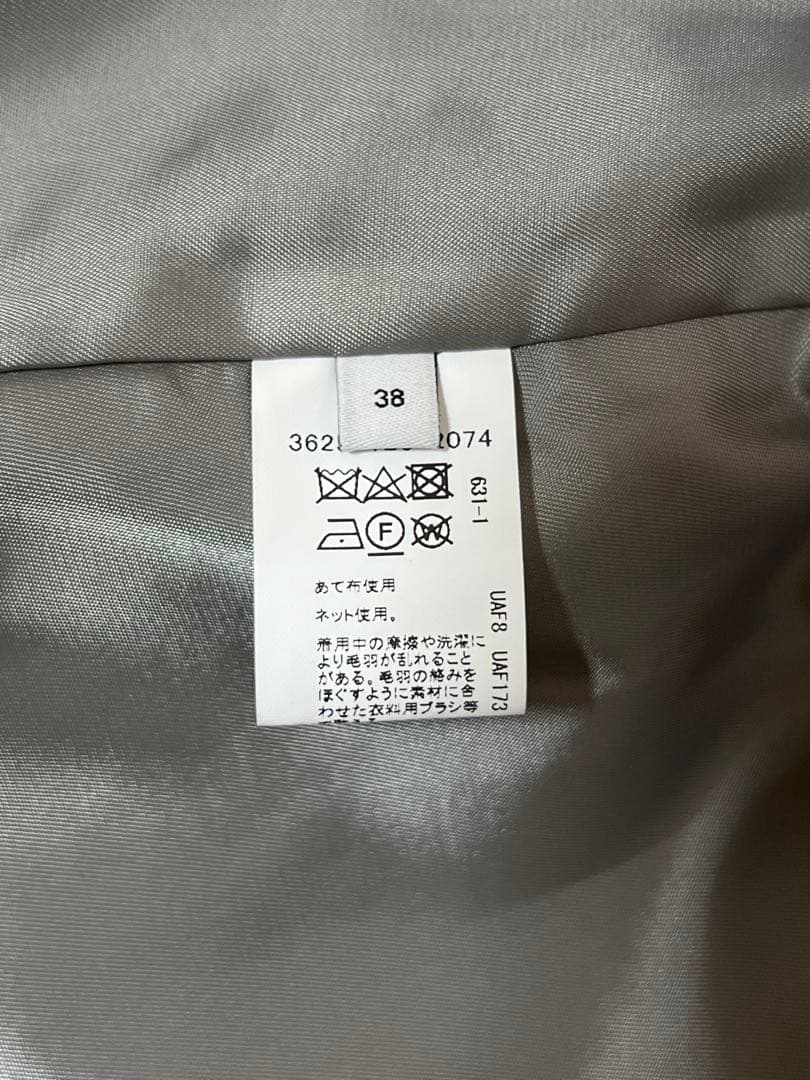 38
2074
631-1
F
W
あて布使用
ネット使用。
着用中の摩擦や洗濯に
より毛羽が乱れること
がある。毛羽の絡みを
ほぐすように素材に合
わせた衣料用ブラシ等
UAF8 UAF173